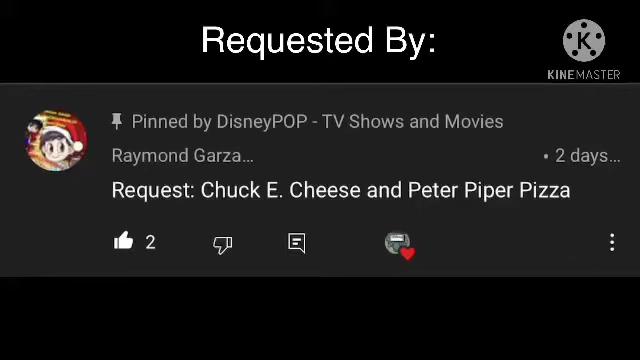 Requested By:
K
KINEMASTER
Pinned by DisneyPOP - TV Shows and Movies
Raymond Garza... • 2 days...
Request: Chuck E. Cheese and Peter Piper Pizza
2